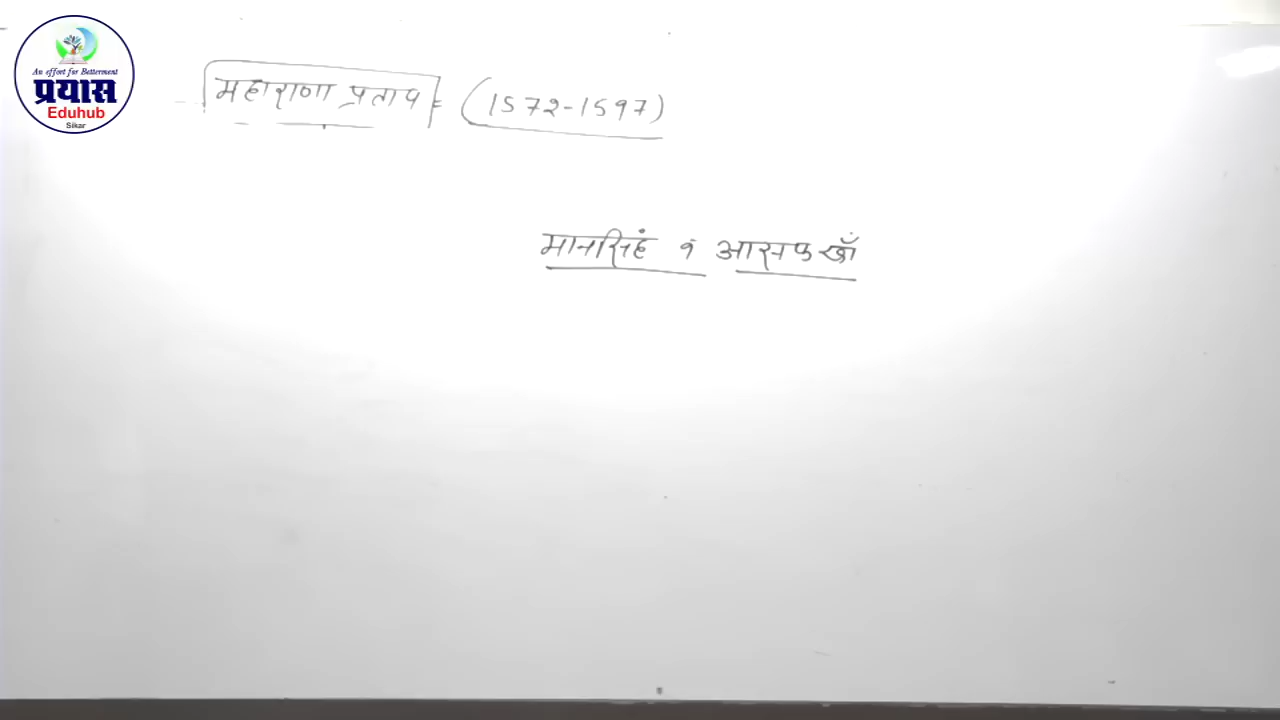 An effort for Betterment
प्रयास
Eduhub
Sikar
महाराणा प्रताप = (1572-1597)
मानसिहं व आसफ खाँ